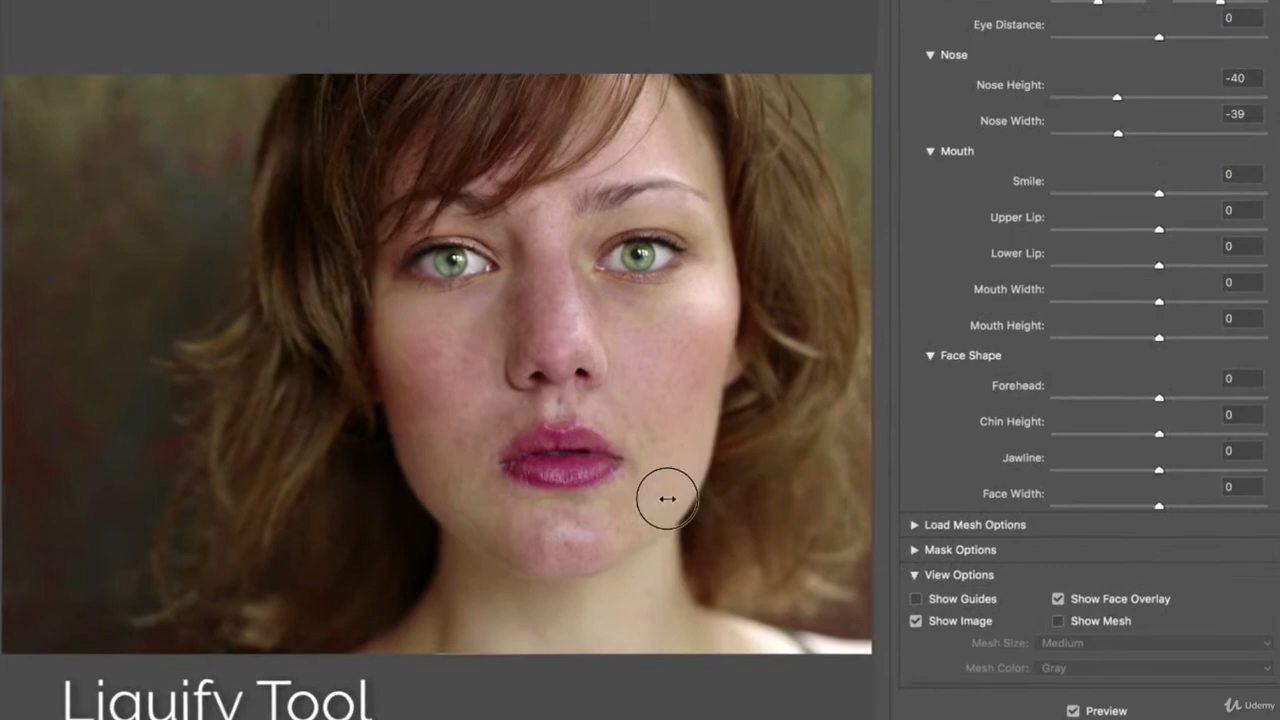 Eye Distance: 0
Nose
Nose Height: -40
Nose Width: -39
Mouth
Smile: 0
Upper Lip: 0
Lower Lip: 0
Mouth Width: 0
Mouth Height: 0
Face Shape
Forehead: 0
Chin Height: 0
Jawline: 0
Face Width: 0
Load Mesh Options
Mask Options
View Options
Show Guides Show Face Overlay
Show Image Show Mesh
Mesh Size: Medium
Mesh Color: Gray
Preview
Udemy
Liquify Tool